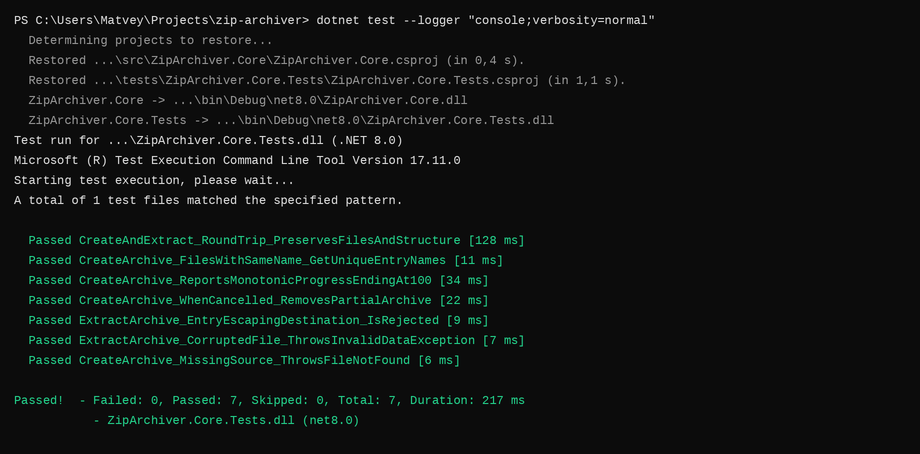 PS C:\Users\Matvey\Projects\zip-archiver> dotnet test --logger "console;verbosity=normal"
Determining projects to restore...
Restored ...\src\ZipArchiver.Core\ZipArchiver.Core.csproj (in 0,4 s).
Restored ...\tests\ZipArchiver.Core.Tests\ZipArchiver.Core.Tests.csproj (in 1,1 s).
ZipArchiver.Core -> ...\bin\Debug\net8.0\ZipArchiver.Core.dll
ZipArchiver.Core.Tests -> ...\bin\Debug\net8.0\ZipArchiver.Core.Tests.dll
Test run for ...\ZipArchiver.Core.Tests.dll (.NET 8.0)
Microsoft (R) Test Execution Command Line Tool Version 17.11.0
Starting test execution, please wait...
A total of 1 test files matched the specified pattern.
Passed CreateAndExtract_RoundTrip_PreservesFilesAndStructure [128 ms]
Passed CreateArchive_FilesWithSameName_GetUniqueEntryNames [11 ms]
Passed CreateArchive_ReportsMonotonicProgressEndingAt100 [34 ms]
Passed CreateArchive_WhenCancelled_RemovesPartialArchive [22 ms]
Passed ExtractArchive_EntryEscapingDestination_IsRejected [9 ms]
Passed ExtractArchive_CorruptedFile_ThrowsInvalidDataException [7 ms]
Passed CreateArchive_MissingSource_ThrowsFileNotFound [6 ms]
Passed!  - Failed: 0, Passed: 7, Skipped: 0, Total: 7, Duration: 217 ms
- ZipArchiver.Core.Tests.dll (net8.0)